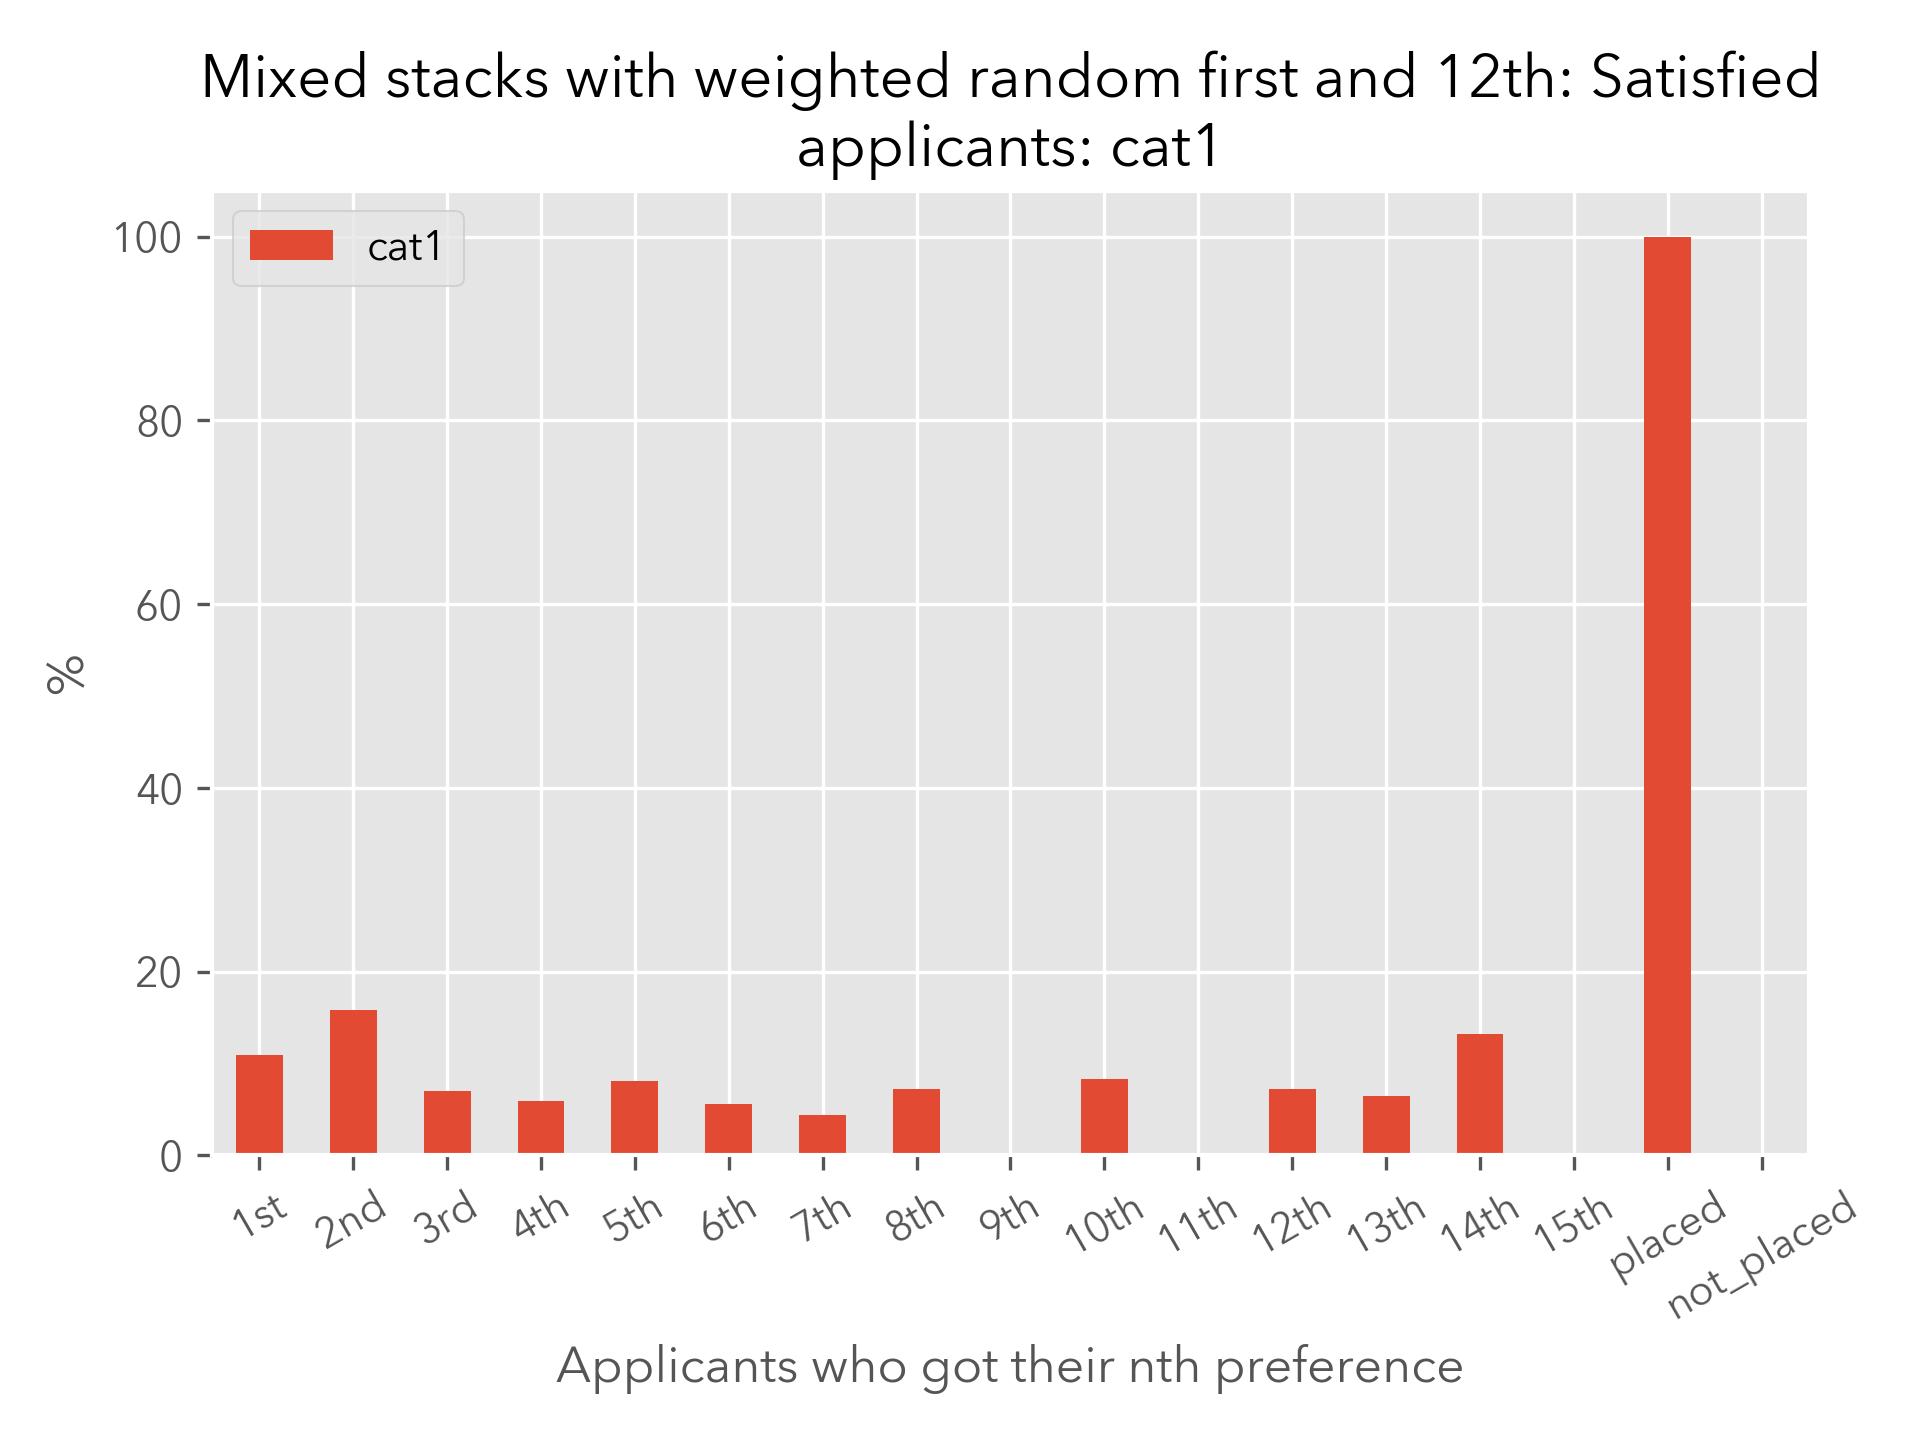 Mixed stacks with weighted random first and 12th: Satisfied
applicants: cat1
cat1
100
80
60
40
20
0
%
1st 2nd 3rd 4th 5th 6th 7th 8th 9th 10th 11th 12th 13th 14th 15th placed not_placed
Applicants who got their nth preference